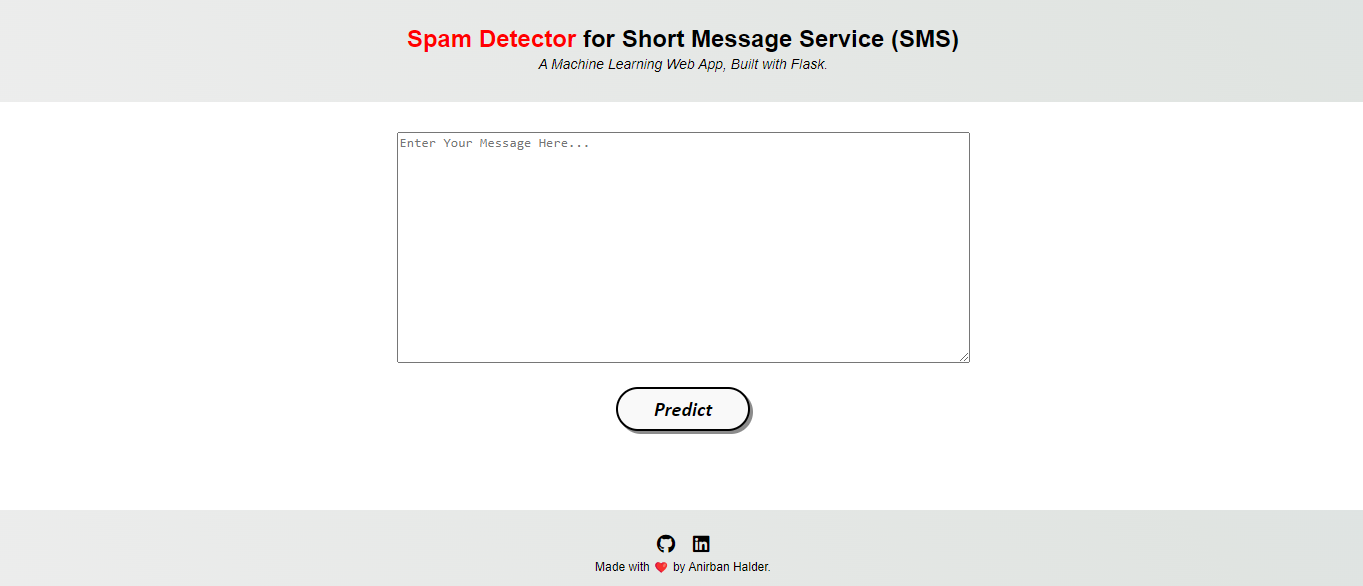 Spam Detector for Short Message Service (SMS)
A Machine Learning Web App, Built with Flask.
Enter Your Message Here...
Predict
in
Made with ❤️ by Anirban Halder.